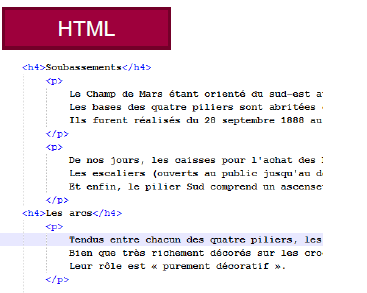 HTML
<h4>Soubassements</h4>
<p>
Le Champ de Mars étant orienté du sud-est
Les bases des quatre piliers sont abritées
Ils furent réalisés du 28 septembre 1888 au
</p>
<p>
De nos jours, les caisses pour l'achat des
Les escaliers (ouverts au public jusqu'au
Et enfin, le pilier Sud comprend un ascense
</p>
<h4>Les arcs</h4>
<p>
Tendus entre chacun des quatre piliers, les
Bien que très richement décorés sur les cro
Leur rôle est « purement décoratif ».
</p>